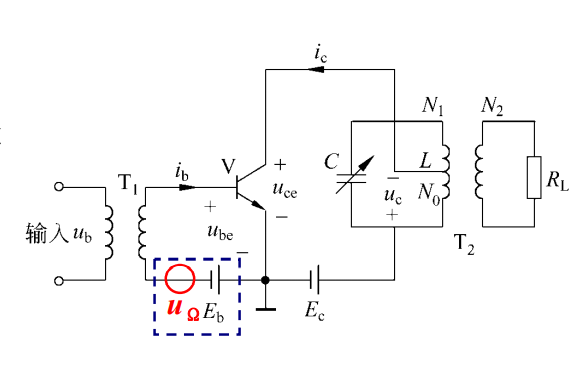 i_c
N_1
N_2
V
+
C
L
−
R_L
T_1
i_b
u_ce
u_c
N_0
+
−
输入 u_b
u_be
+
T_2
−
u_Ω E_b
E_c